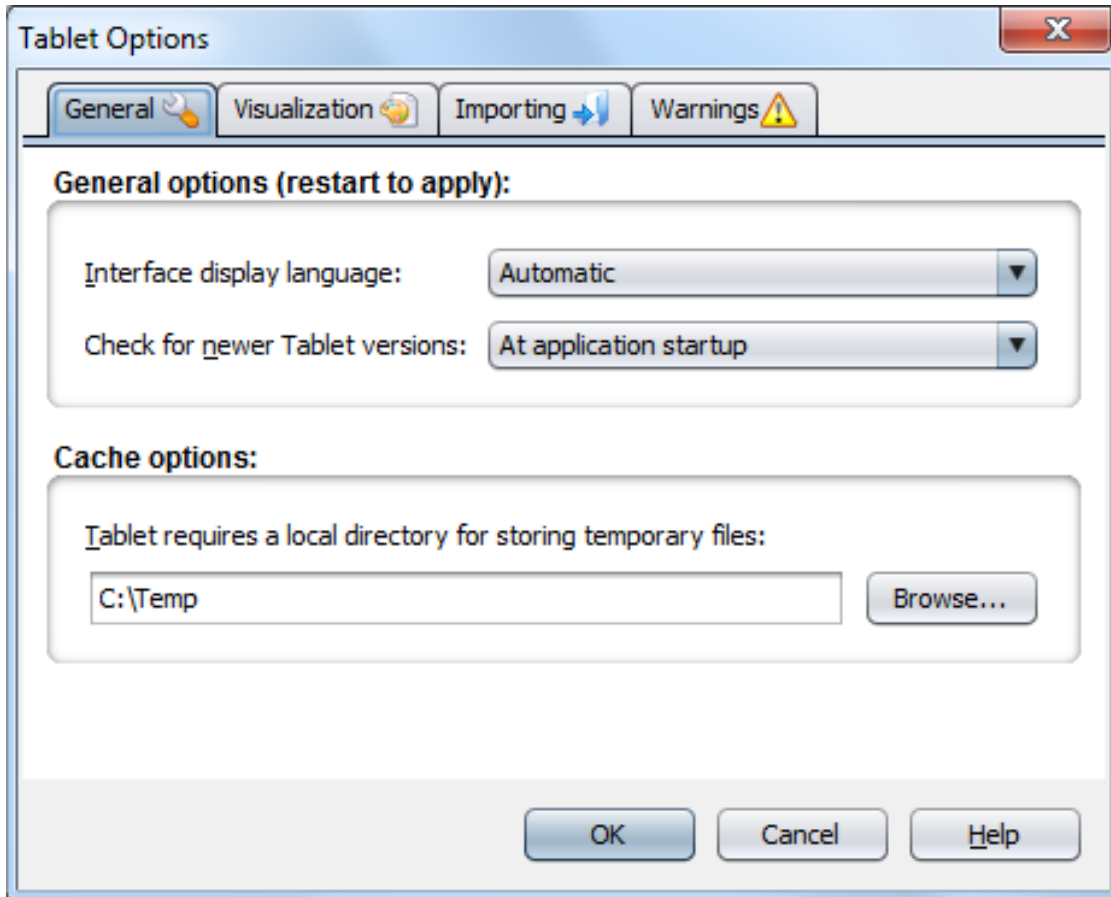 Tablet Options
General Visualization Importing Warnings
General options (restart to apply):
Interface display language: Automatic
Check for newer Tablet versions: At application startup
Cache options:
Tablet requires a local directory for storing temporary files:
C:\Temp Browse...
OK Cancel Help